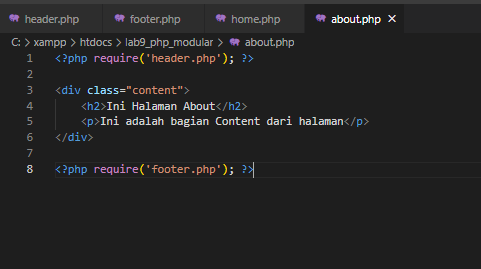 header.php footer.php home.php about.php ×
C: > xampp > htdocs > lab9_php_modular > about.php
1 <?php require('header.php'); ?>
2
3 <div class="content">
4 <h2>Ini Halaman About</h2>
5 <p>Ini adalah bagian Content dari halaman</p>
6 </div>
7
8 <?php require('footer.php'); ?>